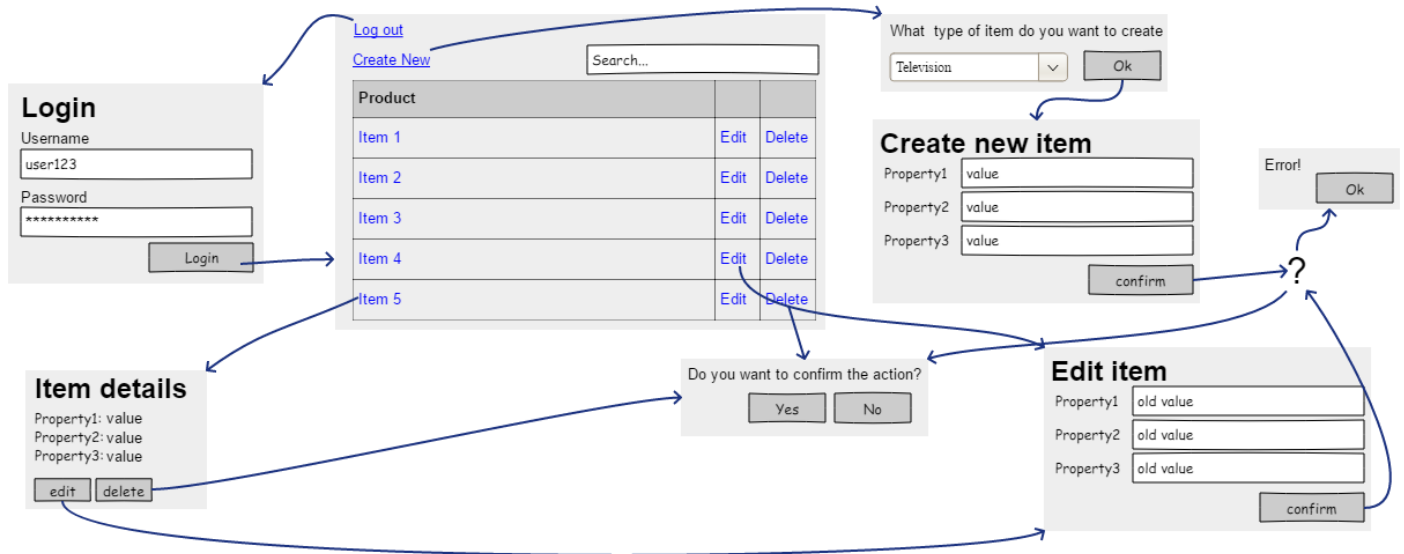 Log out
Create New
Search...
Product
Item 1 Edit Delete
Item 2 Edit Delete
Item 3 Edit Delete
Item 4 Edit Delete
Item 5 Edit Delete
Login
Username
user123
Password
**********
Login
What type of item do you want to create
Television Ok
Create new item
Property1 value
Property2 value
Property3 value
confirm
Error!
Ok
?
Item details
Property1: value
Property2: value
Property3: value
edit delete
Do you want to confirm the action?
Yes No
Edit item
Property1 old value
Property2 old value
Property3 old value
confirm